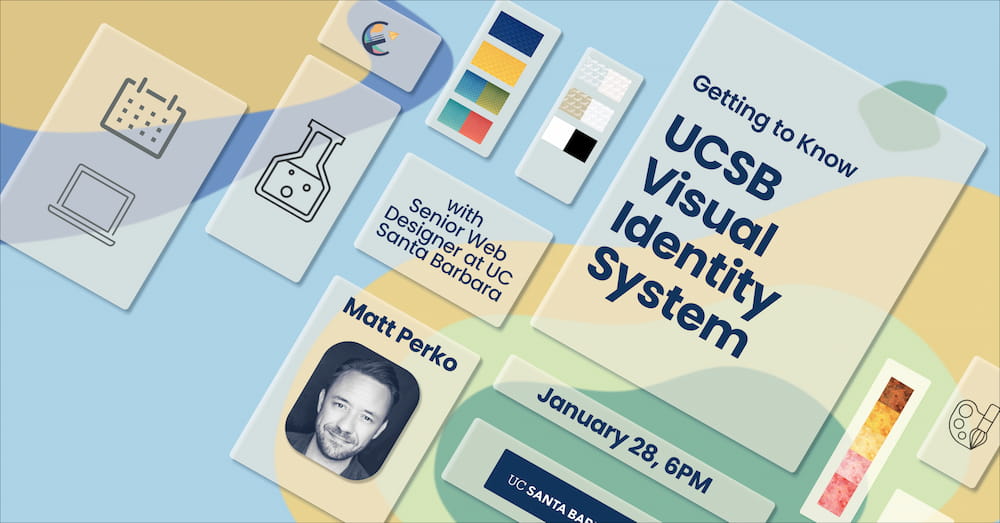 Getting to Know
UCSB
Visual
Identity
System
with
Senior Web
Designer at UC
Santa Barbara
Matt Perko
January 28, 6PM
UC SANTA